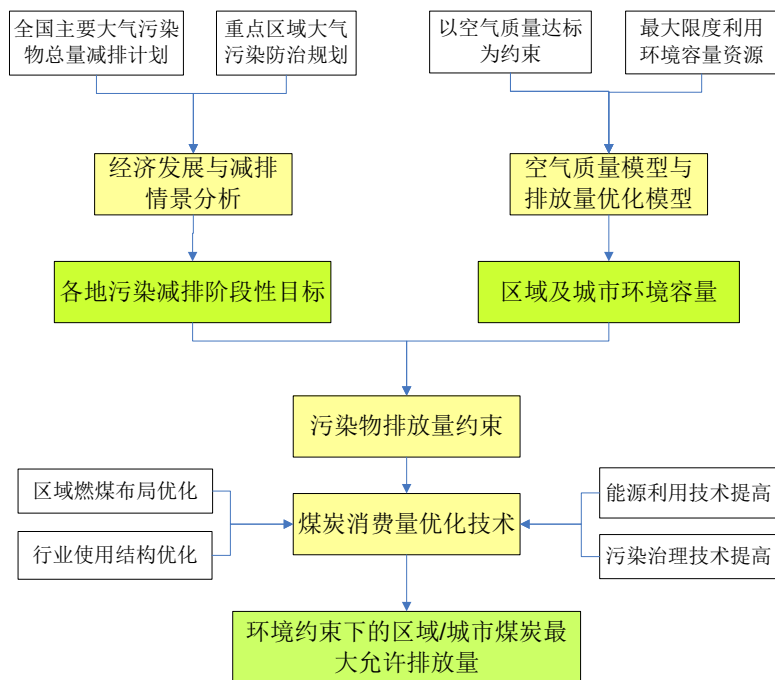 全国主要大气污染
物总量减排计划
重点区域大气
污染防治规划
以空气质量达标
为约束
最大限度利用
环境容量资源
经济发展与减排
情景分析
空气质量模型与
排放量优化模型
各地污染减排阶段性目标
区域及城市环境容量
污染物排放量约束
区域燃煤布局优化
行业使用结构优化
煤炭消费量优化技术
能源利用技术提高
污染治理技术提高
环境约束下的区域/城市煤炭最
大允许排放量